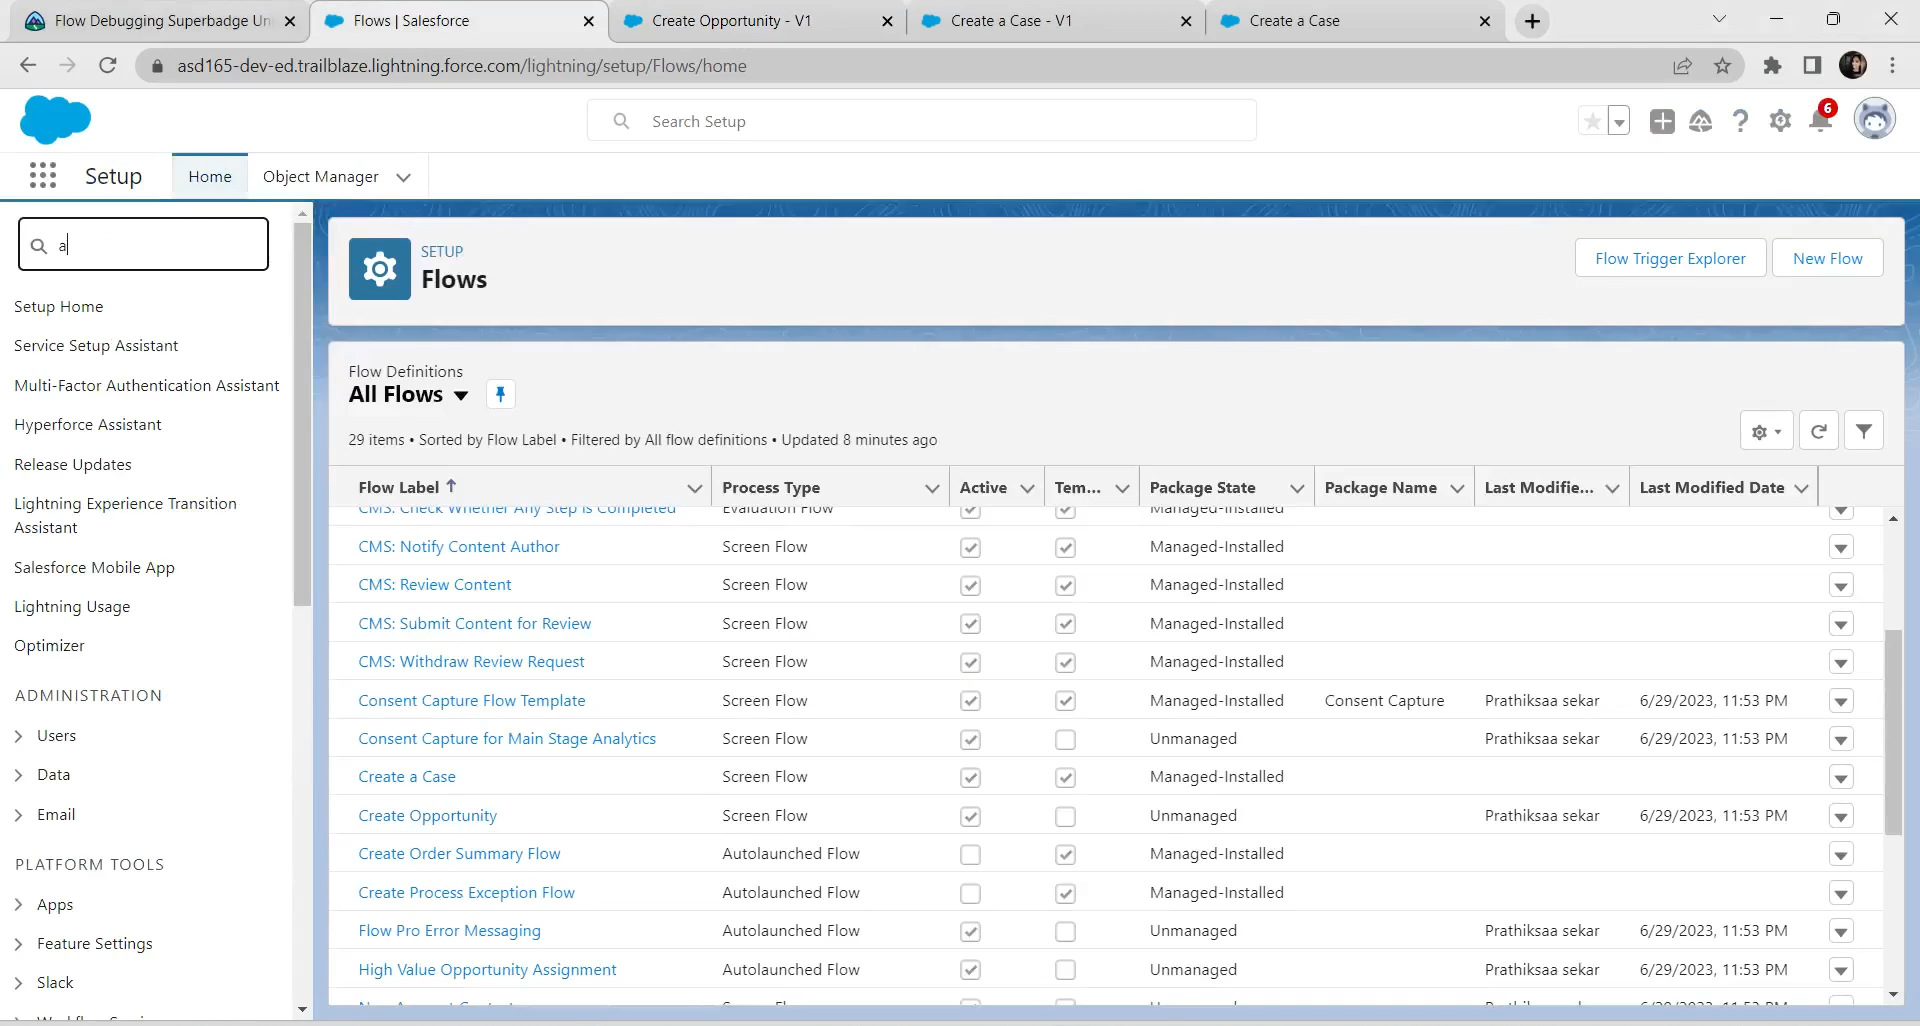 Flow Debugging Superbadge Un
Flows | Salesforce
Create Opportunity - V1
Create a Case - V1
Create a Case
asd165-dev-ed.trailblaze.lightning.force.com/lightning/setup/Flows/home
Search Setup
6
Setup
Home
Object Manager
a
Setup Home
Service Setup Assistant
Multi-Factor Authentication Assistant
Hyperforce Assistant
Release Updates
Lightning Experience Transition
Assistant
Salesforce Mobile App
Lightning Usage
Optimizer
ADMINISTRATION
Users
Data
Email
PLATFORM TOOLS
Apps
Feature Settings
Slack
SETUP
Flows
Flow Trigger Explorer
New Flow
Flow Definitions
All Flows
29 items • Sorted by Flow Label • Filtered by All flow definitions • Updated 8 minutes ago
Flow Label Process Type Active Tem... Package State Package Name Last Modifie... Last Modified Date
CMS: Check Whether Any Step is Completed Evaluation Flow Managed-Installed
CMS: Notify Content Author Screen Flow Managed-Installed
CMS: Review Content Screen Flow Managed-Installed
CMS: Submit Content for Review Screen Flow Managed-Installed
CMS: Withdraw Review Request Screen Flow Managed-Installed
Consent Capture Flow Template Screen Flow Managed-Installed Consent Capture Prathiksaa sekar 6/29/2023, 11:53 PM
Consent Capture for Main Stage Analytics Screen Flow Unmanaged Prathiksaa sekar 6/29/2023, 11:53 PM
Create a Case Screen Flow Managed-Installed
Create Opportunity Screen Flow Unmanaged Prathiksaa sekar 6/29/2023, 11:53 PM
Create Order Summary Flow Autolaunched Flow Managed-Installed
Create Process Exception Flow Autolaunched Flow Managed-Installed
Flow Pro Error Messaging Autolaunched Flow Unmanaged Prathiksaa sekar 6/29/2023, 11:53 PM
High Value Opportunity Assignment Autolaunched Flow Unmanaged Prathiksaa sekar 6/29/2023, 11:53 PM